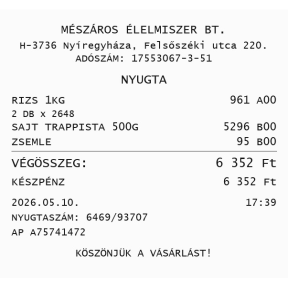 MÉSZÁROS ÉLELMISZER BT.
H-3736 Nyíregyháza, Felsőszéki utca 220.
ADÓSZÁM: 17553067-3-51
NYUGTA
RIZS 1KG 961 A00
2 DB x 2648
SAJT TRAPPISTA 500G 5296 B00
ZSEMLE 95 B00
VÉGÖSSZEG: 6 352 Ft
KÉSZPÉNZ 6 352 Ft
2026.05.10. 17:39
NYUGTASZÁM: 6469/93707
AP A75741472
KÖSZÖNJÜK A VÁSÁRLÁST!